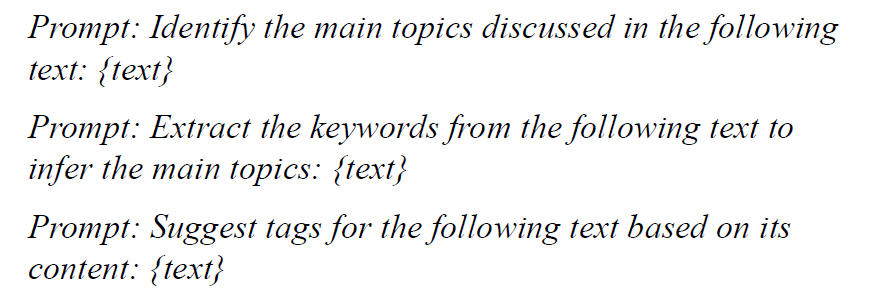 Prompt: Identify the main topics discussed in the following
text: {text}
Prompt: Extract the keywords from the following text to
infer the main topics: {text}
Prompt: Suggest tags for the following text based on its
content: {text}